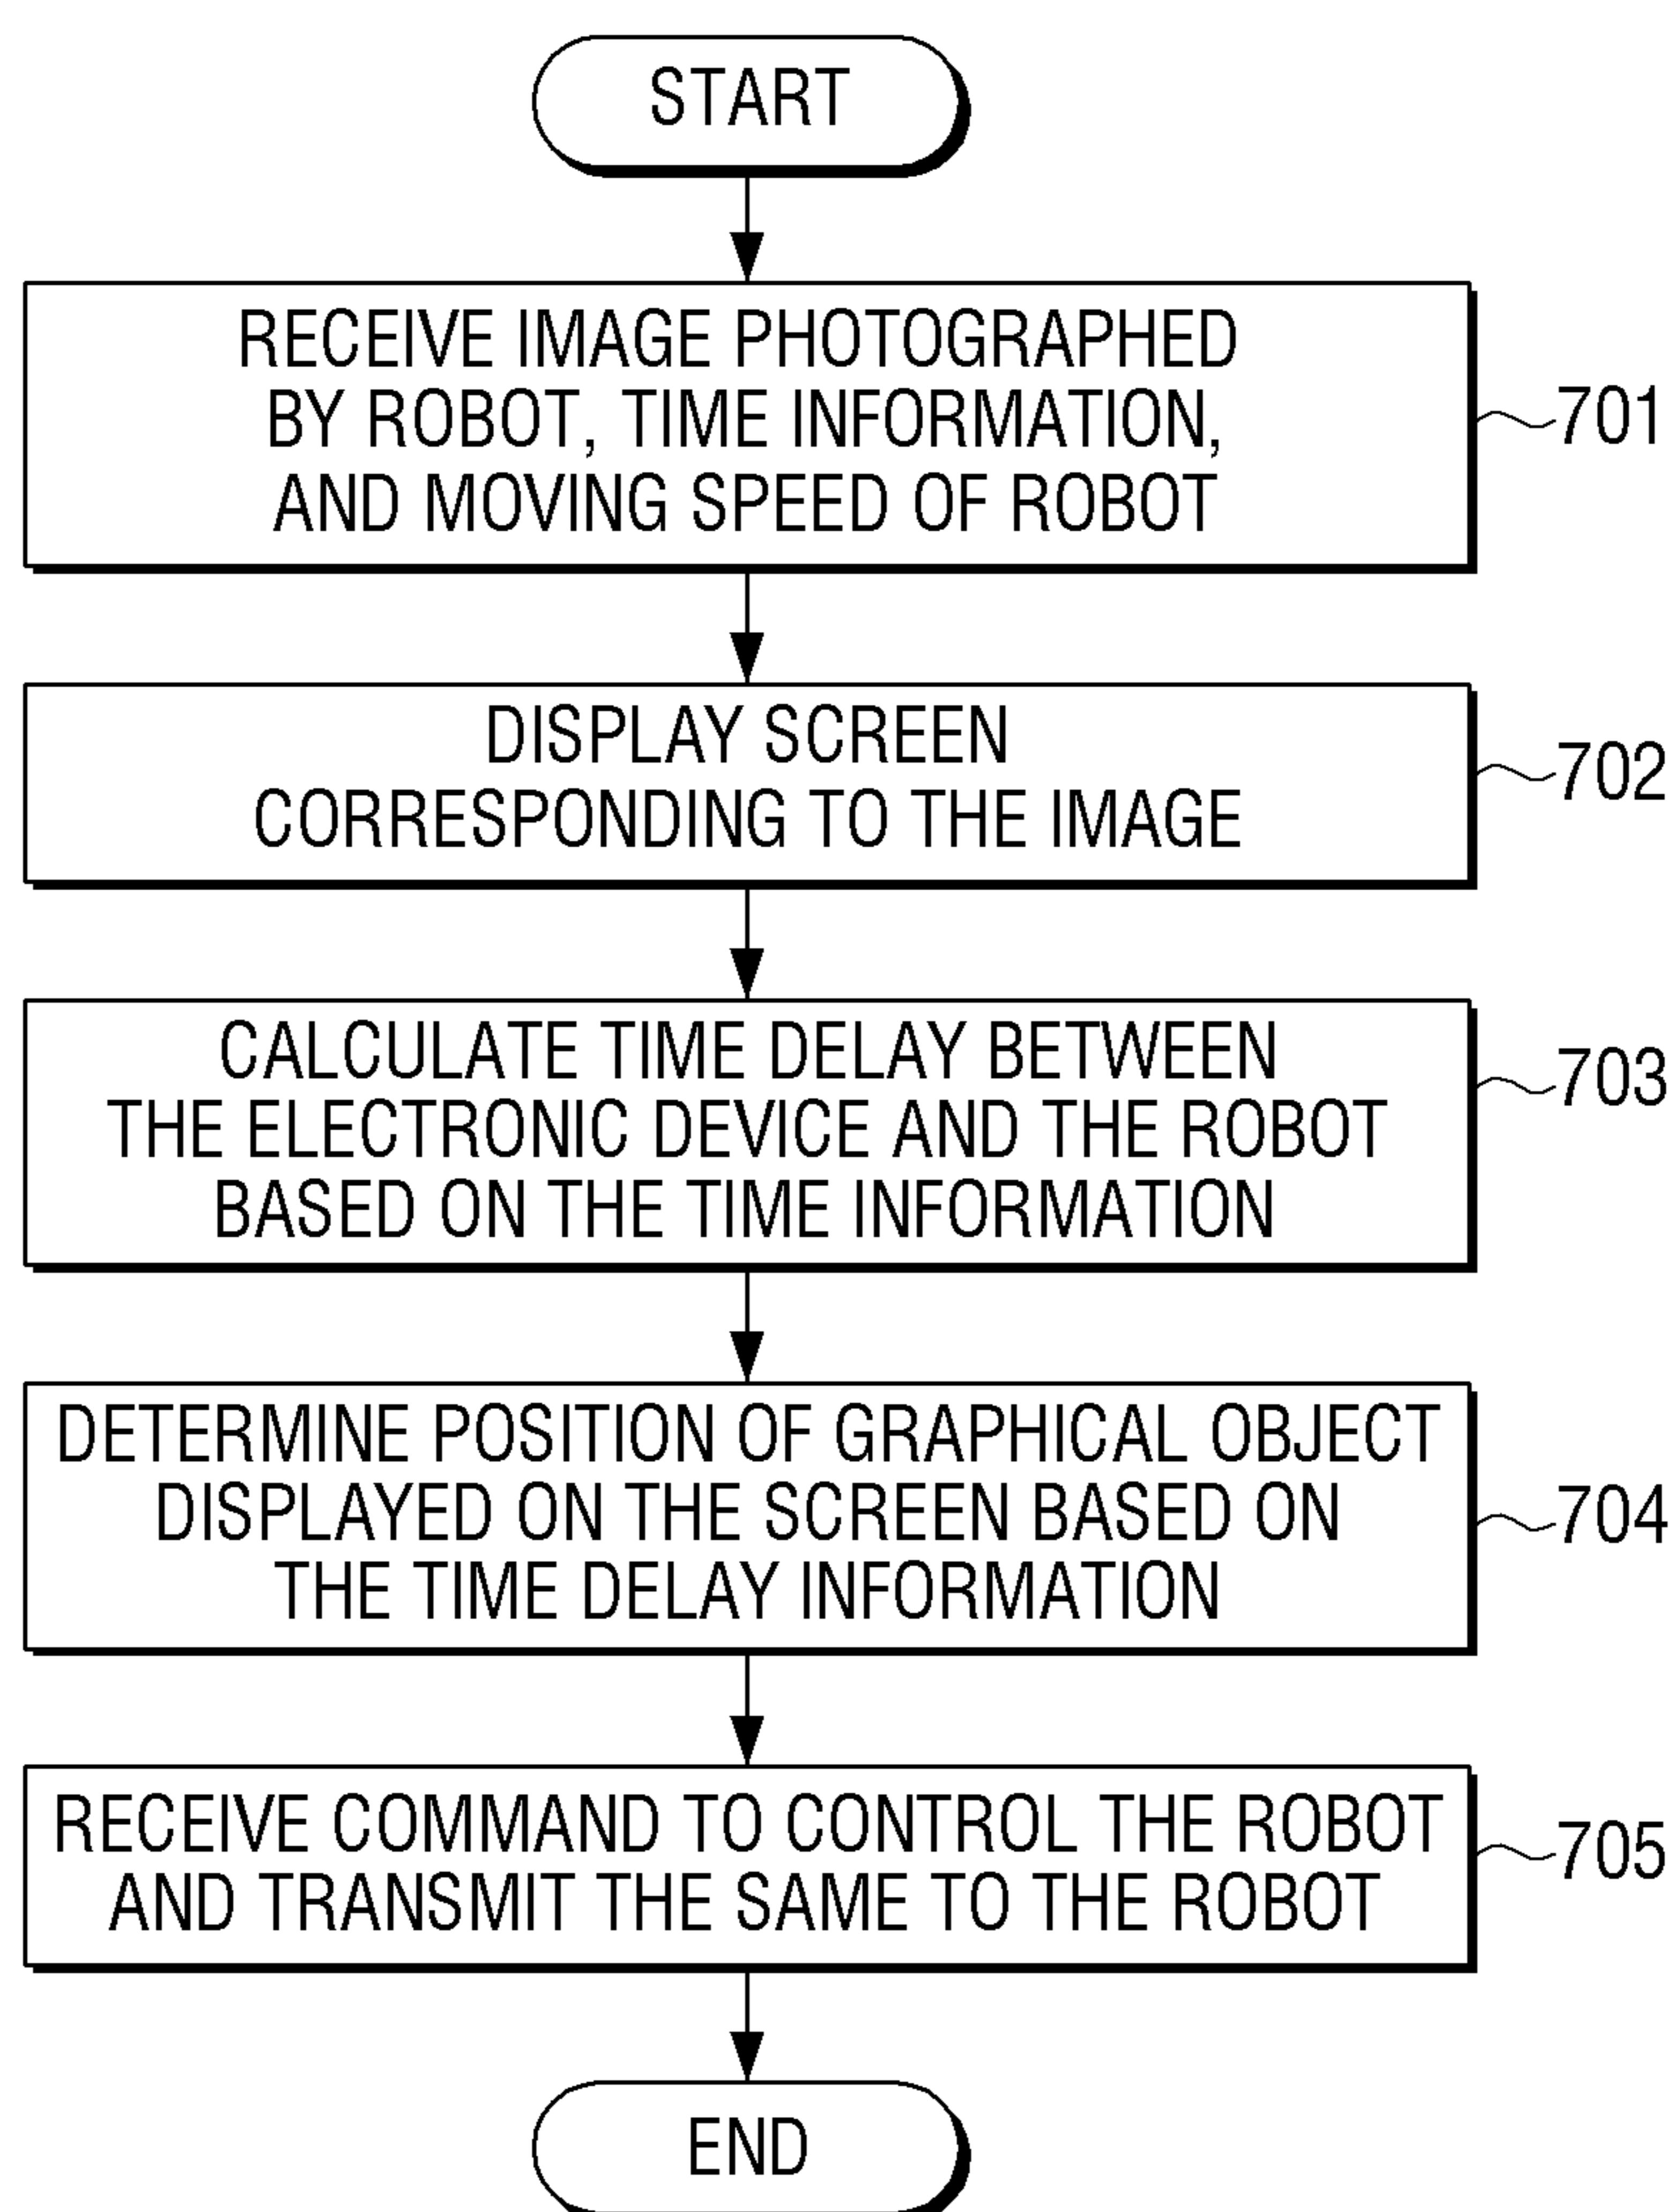 START
RECEIVE IMAGE PHOTOGRAPHED
BY ROBOT, TIME INFORMATION,
AND MOVING SPEED OF ROBOT
701
DISPLAY SCREEN
CORRESPONDING TO THE IMAGE
702
CALCULATE TIME DELAY BETWEEN
THE ELECTRONIC DEVICE AND THE ROBOT
BASED ON THE TIME INFORMATION
703
DETERMINE POSITION OF GRAPHICAL OBJECT
DISPLAYED ON THE SCREEN BASED ON
THE TIME DELAY INFORMATION
704
RECEIVE COMMAND TO CONTROL THE ROBOT
AND TRANSMIT THE SAME TO THE ROBOT
705
END